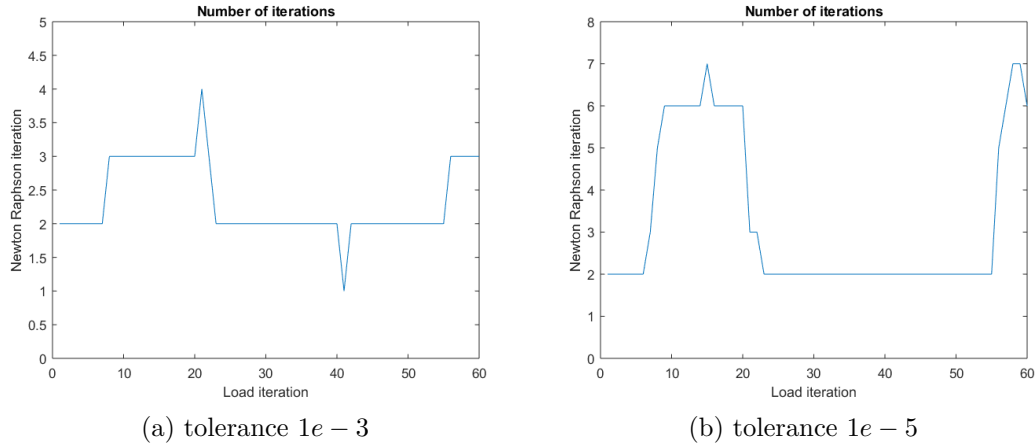 Number of iterations
5
4.5
4
3.5
3
2.5
2
1.5
1
0.5
0
Newton Raphson iteration
0 10 20 30 40 50 60
Load iteration
(a) tolerance 1e − 3
Number of iterations
8
7
6
5
4
3
2
1
0
Newton Raphson iteration
0 10 20 30 40 50 60
Load iteration
(b) tolerance 1e − 5